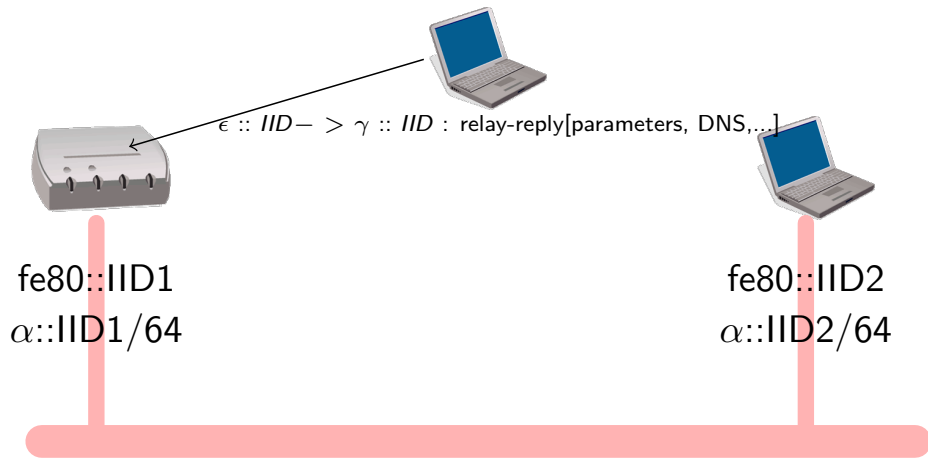 ϵ :: IID− > γ :: IID : relay-reply[parameters, DNS,...]
fe80::IID1
α::IID1/64
fe80::IID2
α::IID2/64